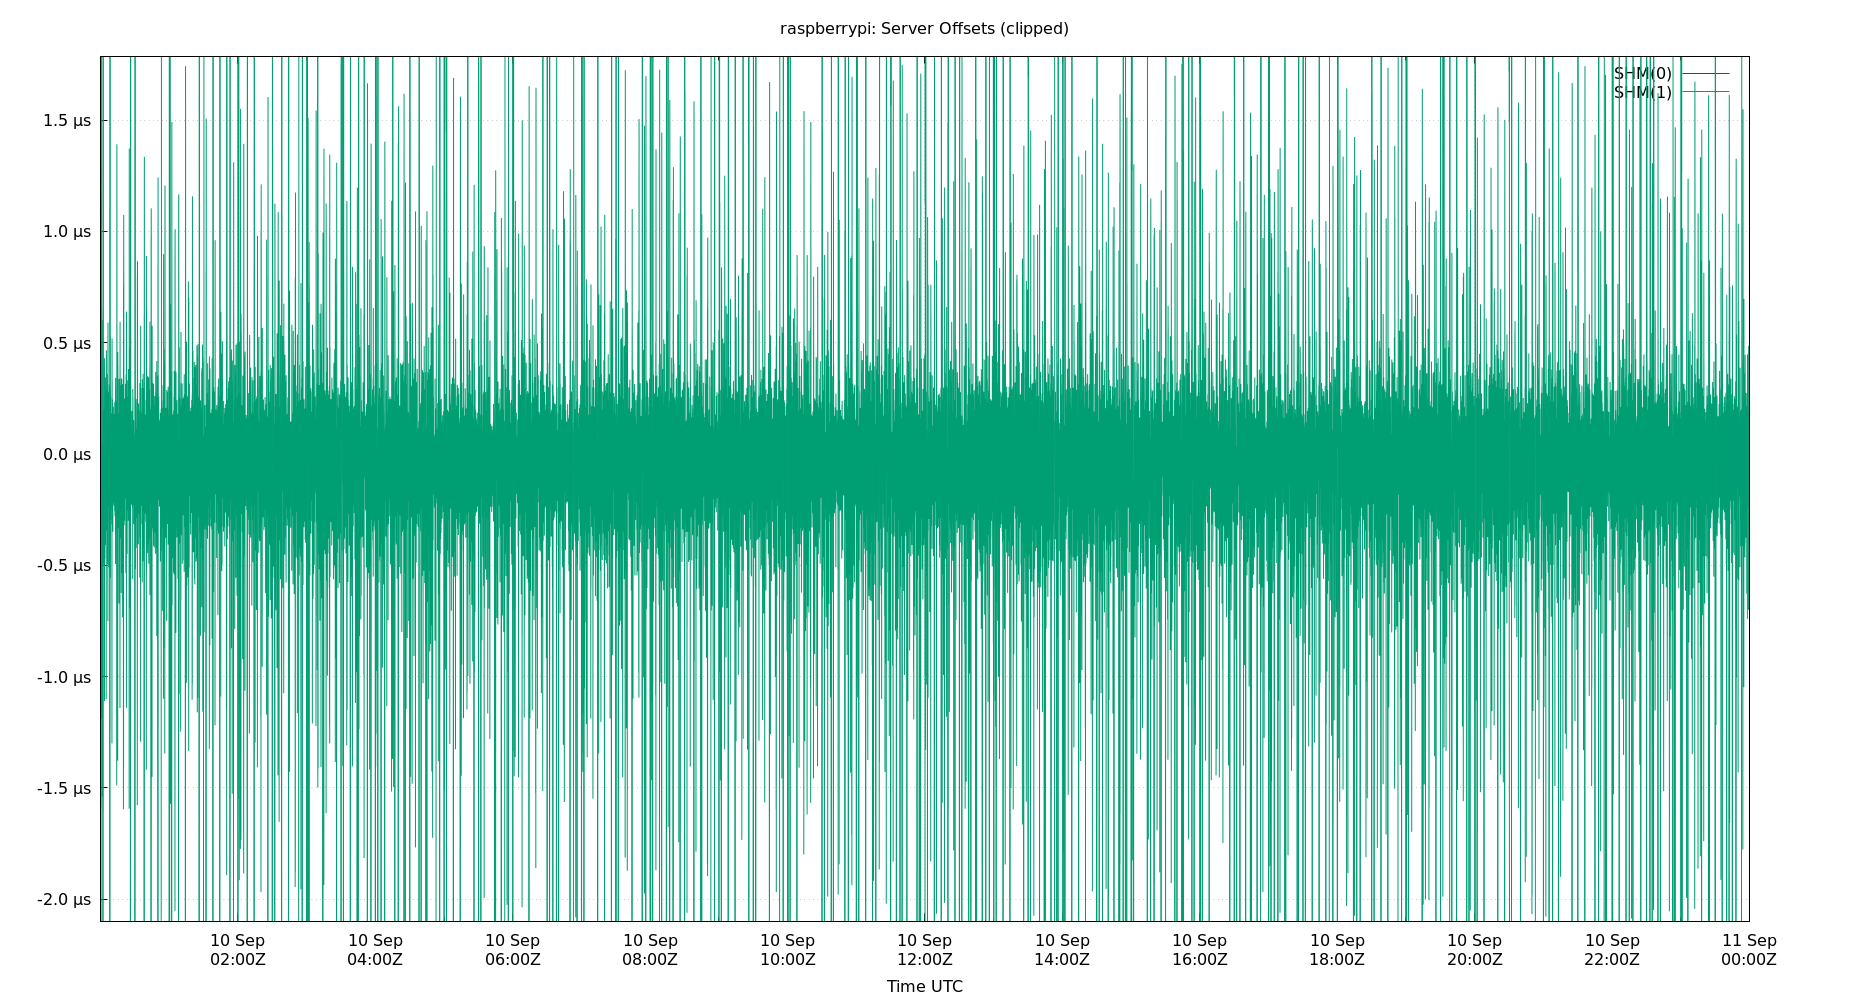 raspberrypi: Server Offsets (clipped)
SHM(0)
SHM(1)
1.5 µs
1.0 µs
0.5 µs
0.0 µs
-0.5 µs
-1.0 µs
-1.5 µs
-2.0 µs
10 Sep 10 Sep 10 Sep 10 Sep 10 Sep 10 Sep 10 Sep 10 Sep 10 Sep 10 Sep 10 Sep 11 Sep
02:00Z 04:00Z 06:00Z 08:00Z 10:00Z 12:00Z 14:00Z 16:00Z 18:00Z 20:00Z 22:00Z 00:00Z
Time UTC